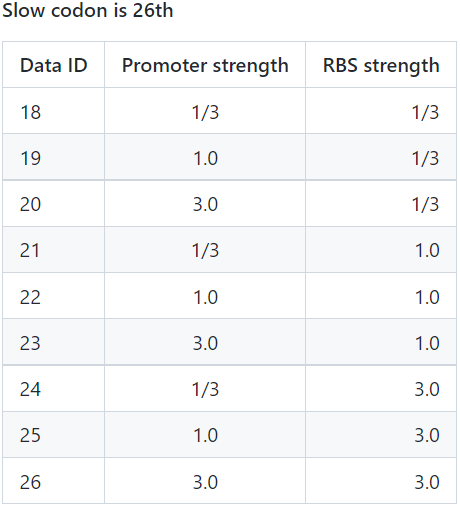 Slow codon is 26th
Data ID Promoter strength RBS strength
18 1/3 1/3
19 1.0 1/3
20 3.0 1/3
21 1/3 1.0
22 1.0 1.0
23 3.0 1.0
24 1/3 3.0
25 1.0 3.0
26 3.0 3.0